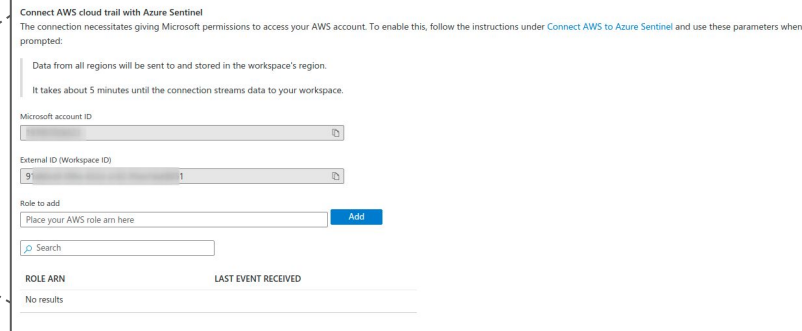 Connect AWS cloud trail with Azure Sentinel
The connection necessitates giving Microsoft permissions to access your AWS account. To enable this, follow the instructions under Connect AWS to Azure Sentinel and use these parameters when
prompted:
Data from all regions will be sent to and stored in the workspace's region.
It takes about 5 minutes until the connection streams data to your workspace.
Microsoft account ID
External ID (Workspace ID)
Role to add
Place your AWS role arn here Add
Search
ROLE ARN LAST EVENT RECEIVED
No results